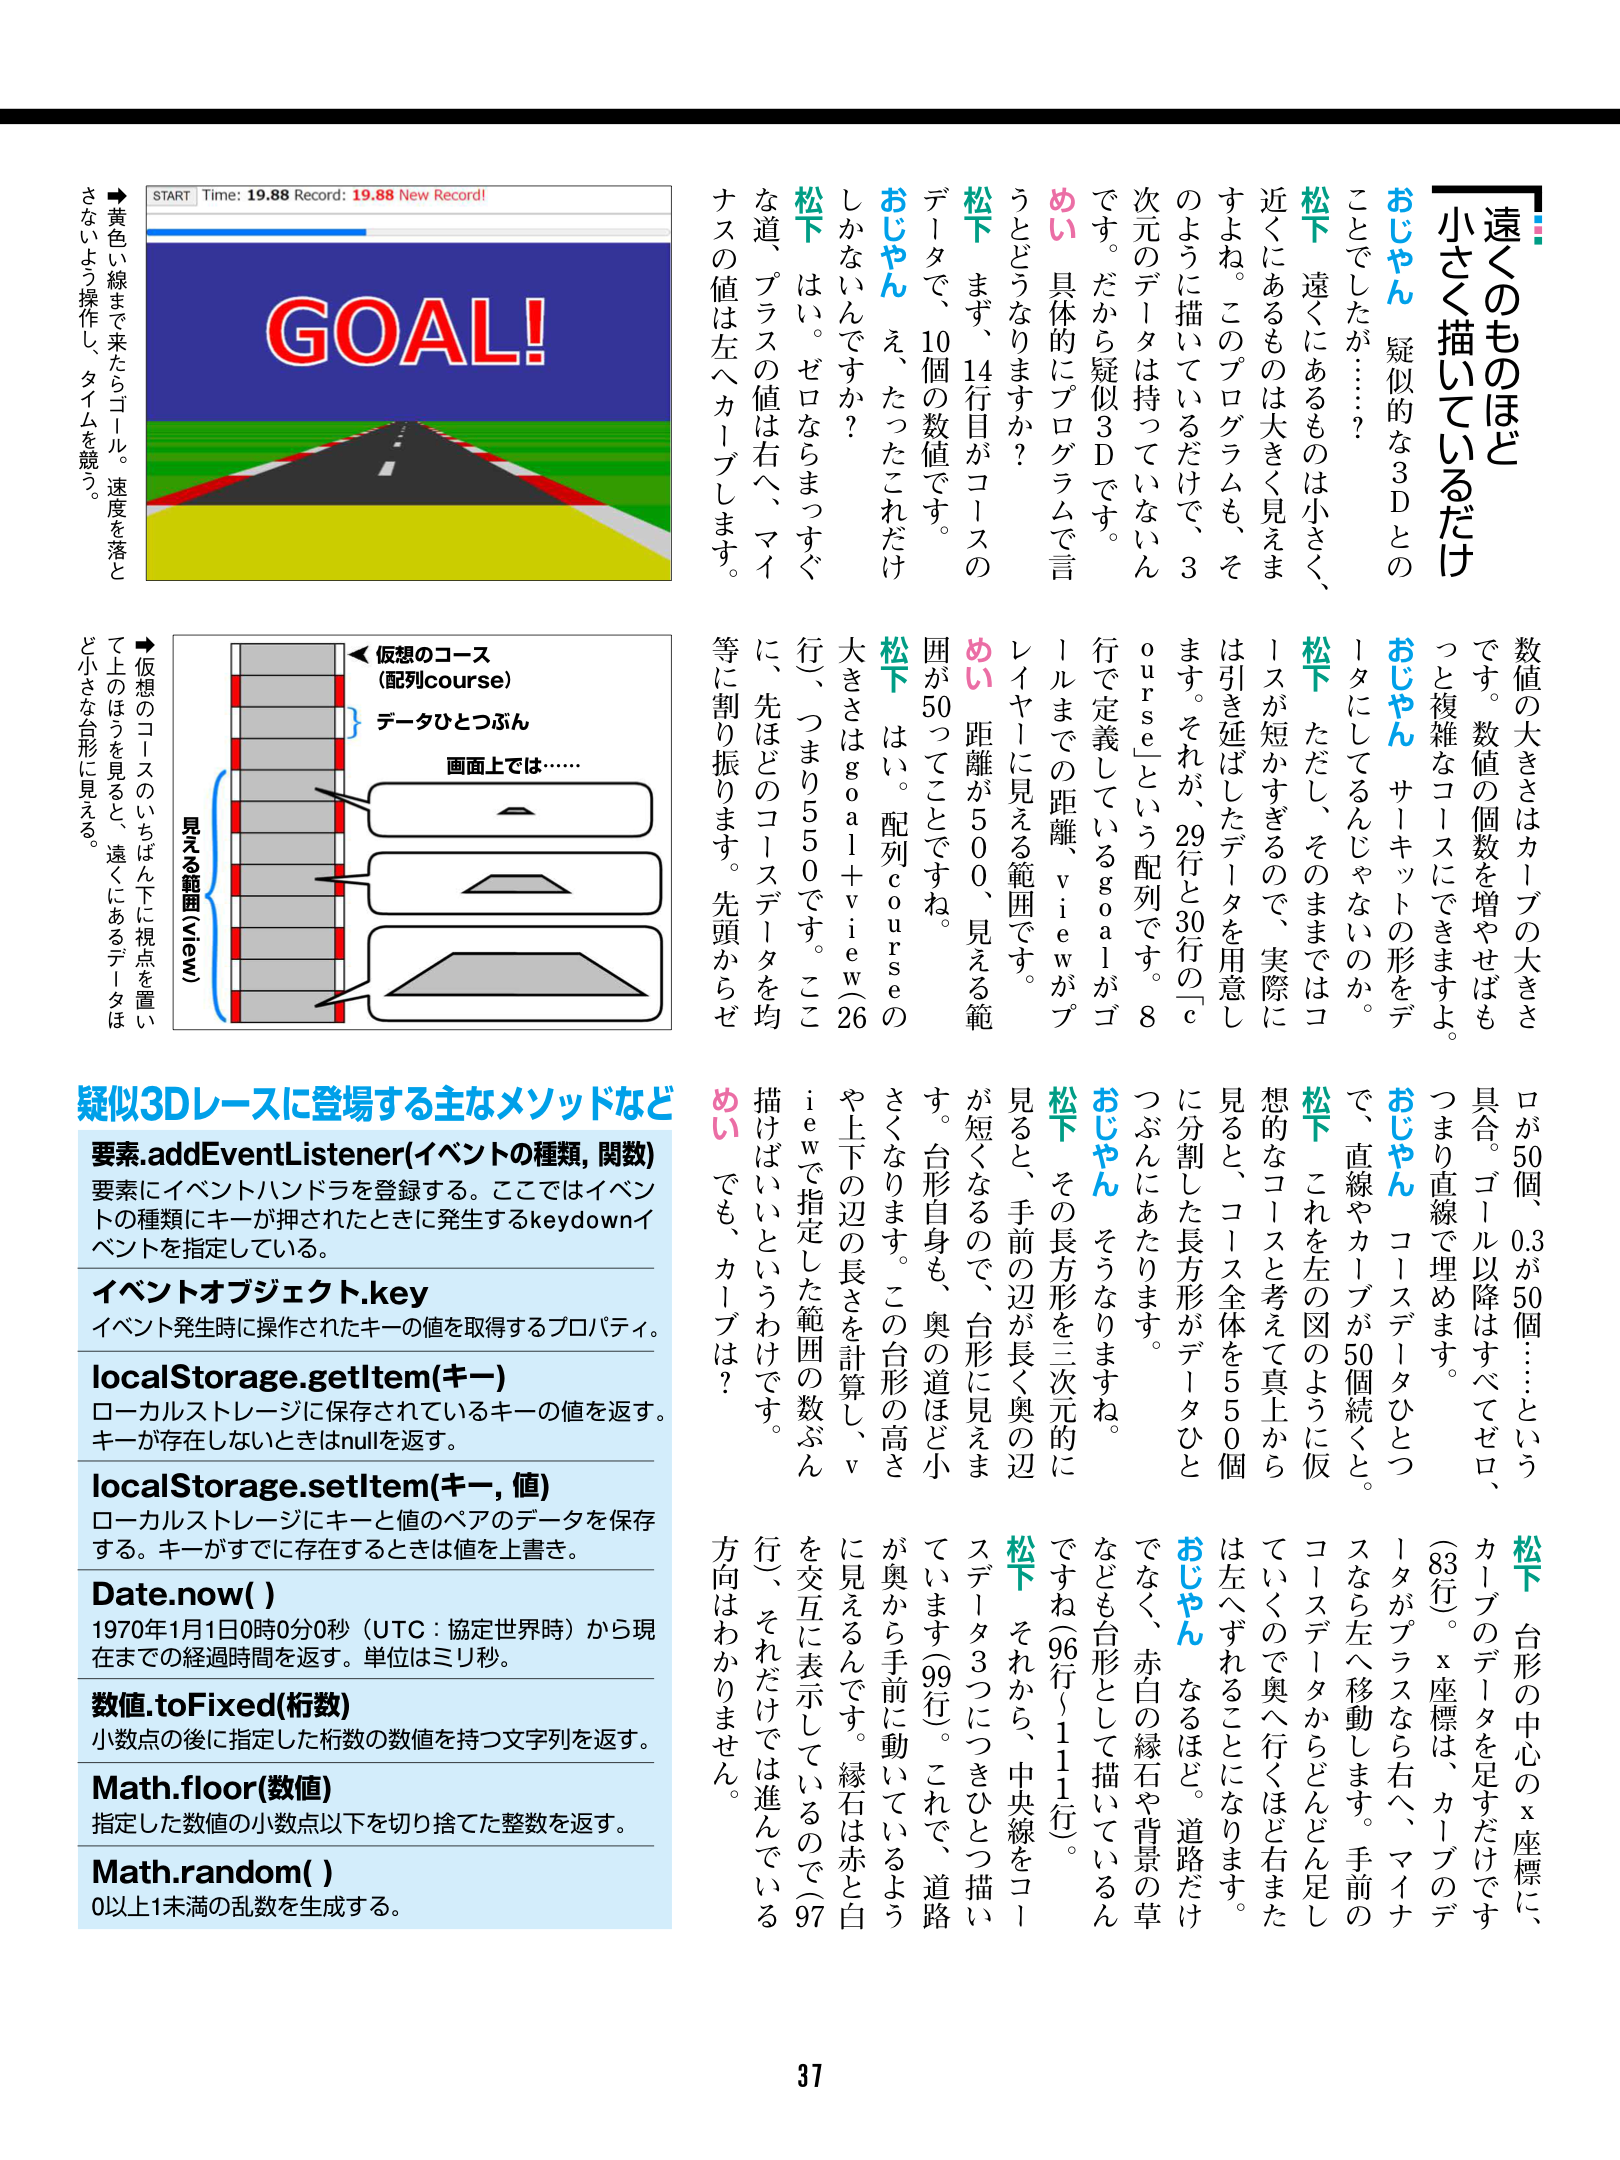 遠くのものほど
小さく描いているだけ
おじゃん　疑似的な３Ｄとの
ことでしたが……？
松下　遠くにあるものは小さく、
近くにあるものは大きく見えま
すよね。このプログラムも、そ
のように描いているだけで、３
次元のデータは持っていないん
です。だから疑似３Ｄです。
めい　具体的にプログラムで言
うとどうなりますか？
松下　まず、14行目がコースの
データで、10個の数値です。
おじゃん　え、たったこれだけ
しかないんですか？
松下　はい。ゼロならまっすぐ
な道、プラスの値は右へ、マイ
ナスの値は左へカーブします。
数値の大きさはカーブの大きさ
です。数値の個数を増やせばも
っと複雑なコースにできますよ。
おじゃん　サーキットの形をデ
ータにしてるんじゃないのか。
松下　ただし、そのままではコ
ースが短かすぎるので、実際に
は引き延ばしたデータを用意し
ます。それが、29行と30行の「c
ourse」という配列です。８
行で定義しているgoalがゴ
ールまでの距離、viewがプ
レイヤーに見える範囲です。
めい　距離が５００、見える範
囲が50ってことですね。
松下　はい。配列courseの
大きさはgoal＋view（26
行）、つまり５５０です。ここ
に、先ほどのコースデータを均
等に割り振ります。先頭からゼ
ロが50個、0.3が50個……という
具合。ゴール以降はすべてゼロ、
つまり直線で埋めます。
おじゃん　コースデータひとつ
で、直線やカーブが50個続くと。
松下　これを左の図のように仮
想的なコースと考えて真上から
見ると、コース全体を５５０個
に分割した長方形がデータひと
つぶんにあたります。
おじゃん　そうなりますね。
松下　その長方形を三次元的に
見ると、手前の辺が長く奥の辺
が短くなるので、台形に見えま
す。台形自身も、奥の道ほど小
さくなります。この台形の高さ
や上下の辺の長さを計算し、v
iewで指定した範囲の数ぶん
描けばいいというわけです。
めい　でも、カーブは？
松下　台形の中心のx座標に、
カーブのデータを足すだけです
（83行）。x座標は、カーブのデ
ータがプラスなら右へ、マイナ
スなら左へ移動します。手前の
コースデータからどんどん足し
ていくので奥へ行くほど右また
は左へずれることになります。
おじゃん　なるほど。道路だけ
でなく、赤白の縁石や背景の草
なども台形として描いているん
ですね（96行〜１１１行）。
松下　それから、中央線をコー
スデータ３つにつきひとつ描い
ています（99行）。これで、道路
が奥から手前に動いているよう
に見えるんです。縁石は赤と白
を交互に表示しているので（97
行）、それだけでは進んでいる
方向はわかりません。
START Time: 19.88 Record: 19.88 New Record!
GOAL!
➡黄色い線まで来たらゴール。速度を落と
さないよう操作し、タイムを競う。
仮想のコース
（配列course）
データひとつぶん
画面上では……
見える範囲（view）
➡仮想のコースのいちばん下に視点を置い
て上のほうを見ると、遠くにあるデータほ
ど小さな台形に見える。
疑似3Dレースに登場する主なメソッドなど
要素.addEventListener(イベントの種類, 関数)
要素にイベントハンドラを登録する。ここではイベン
トの種類にキーが押されたときに発生するkeydownイ
ベントを指定している。
イベントオブジェクト.key
イベント発生時に操作されたキーの値を取得するプロパティ。
localStorage.getItem(キー)
ローカルストレージに保存されているキーの値を返す。
キーが存在しないときはnullを返す。
localStorage.setItem(キー, 値)
ローカルストレージにキーと値のペアのデータを保存
する。キーがすでに存在するときは値を上書き。
Date.now( )
1970年1月1日0時0分0秒（UTC：協定世界時）から現
在までの経過時間を返す。単位はミリ秒。
数値.toFixed(桁数)
小数点の後に指定した桁数の数値を持つ文字列を返す。
Math.floor(数値)
指定した数値の小数点以下を切り捨てた整数を返す。
Math.random( )
0以上1未満の乱数を生成する。
37